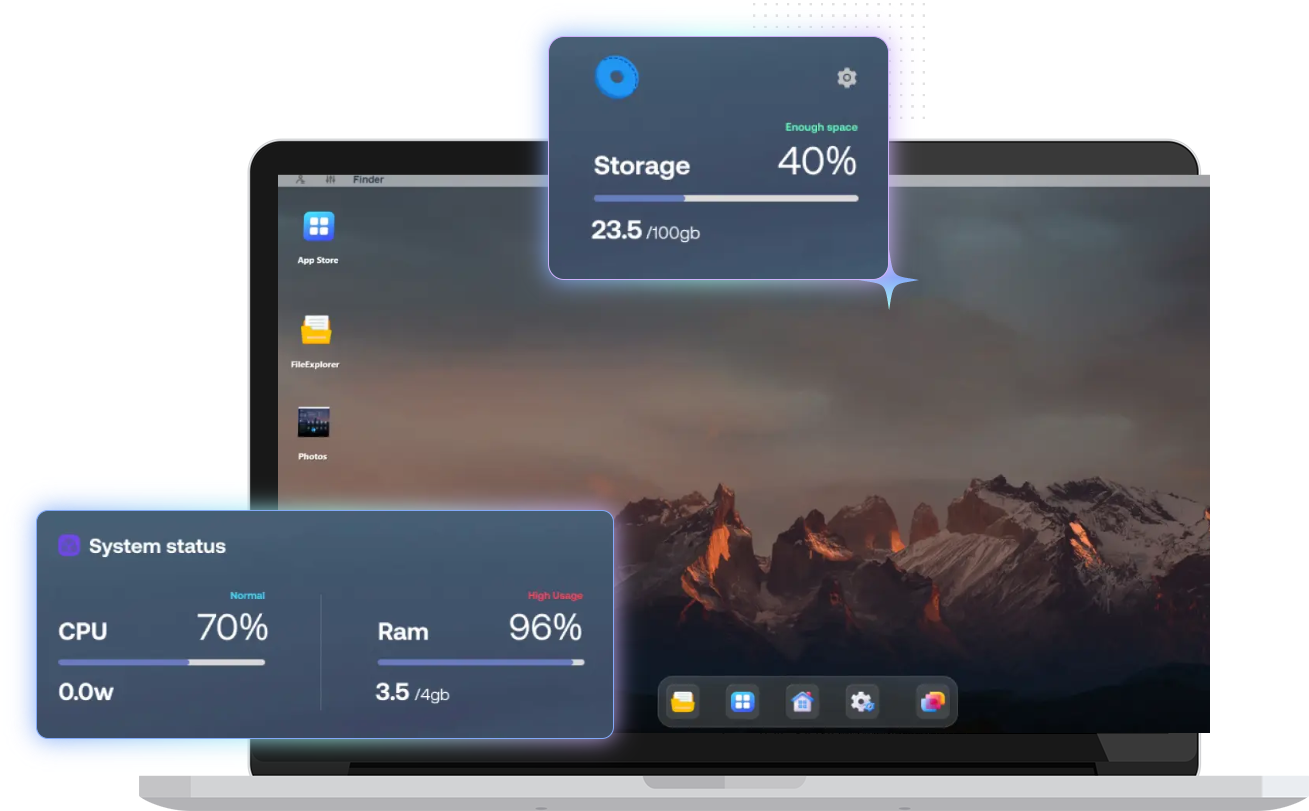 Enough space
Storage 40%
23.5 /100gb
Finder
App Store
FileExplorer
Photos
System status
Normal
CPU 70%
0.0w
High Usage
Ram 96%
3.5 /4gb